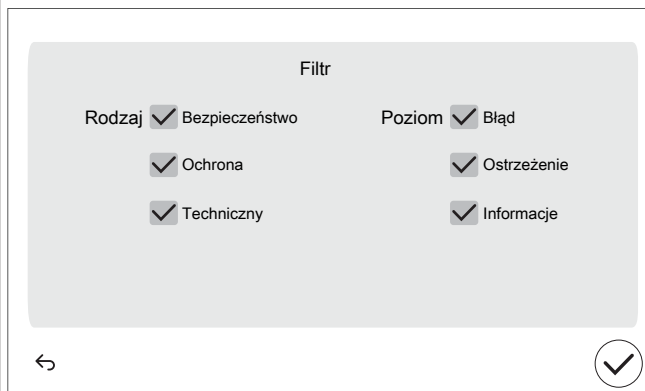 Filtr
Rodzaj Bezpieczeństwo Poziom Błąd
Ochrona Ostrzeżenie
Techniczny Informacje